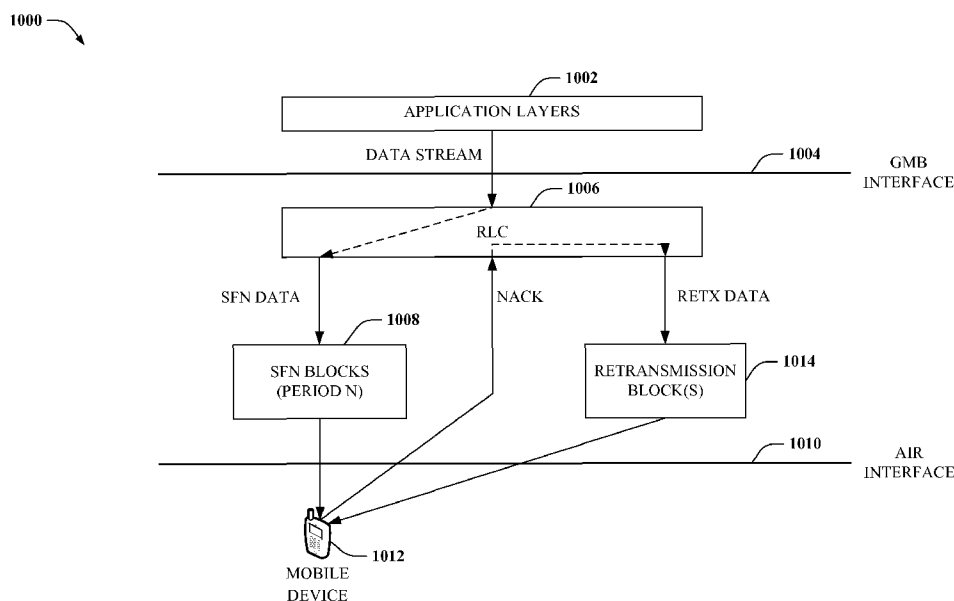 1000
1002
APPLICATION LAYERS
DATA STREAM
1004
GMB
INTERFACE
1006
RLC
SFN DATA
NACK
RETX DATA
1008
SFN BLOCKS
(PERIOD N)
RETRANSMISSION
BLOCK(S)
1014
1010
AIR
INTERFACE
1012
MOBILE
DEVICE